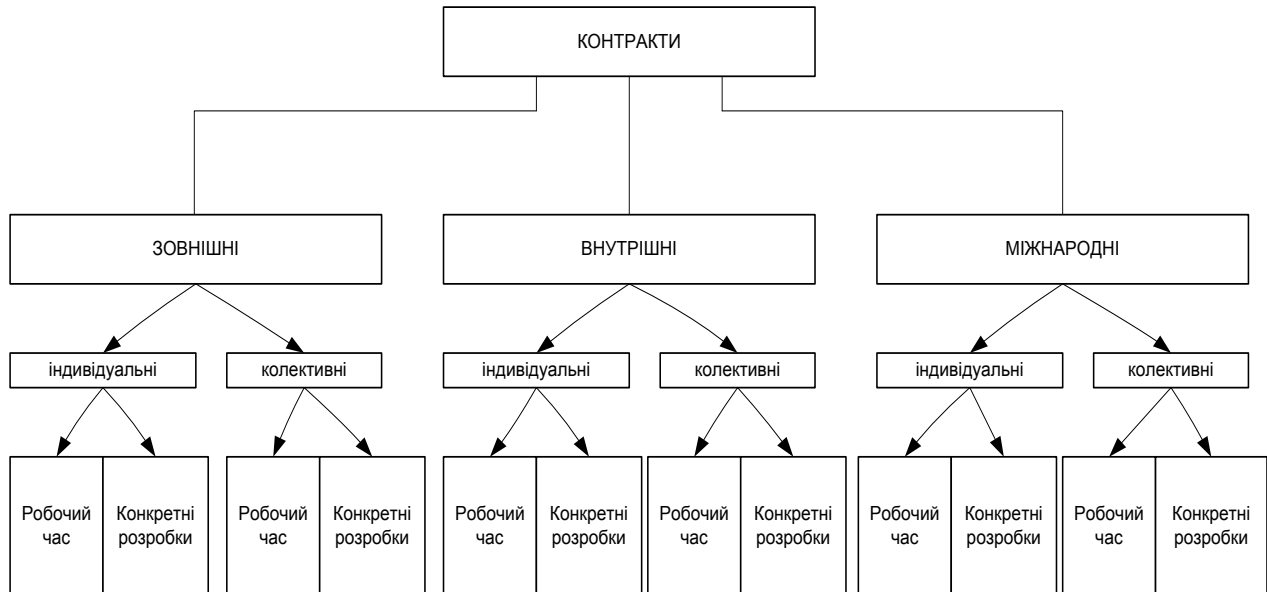 КОНТРАКТИ
ЗОВНІШНІ
ВНУТРІШНІ
МІЖНАРОДНІ
індивідуальні
колективні
індивідуальні
колективні
індивідуальні
колективні
Робочий
час
Конкретні
розробки
Робочий
час
Конкретні
розробки
Робочий
час
Конкретні
розробки
Робочий
час
Конкретні
розробки
Робочий
час
Конкретні
розробки
Робочий
час
Конкретні
розробки